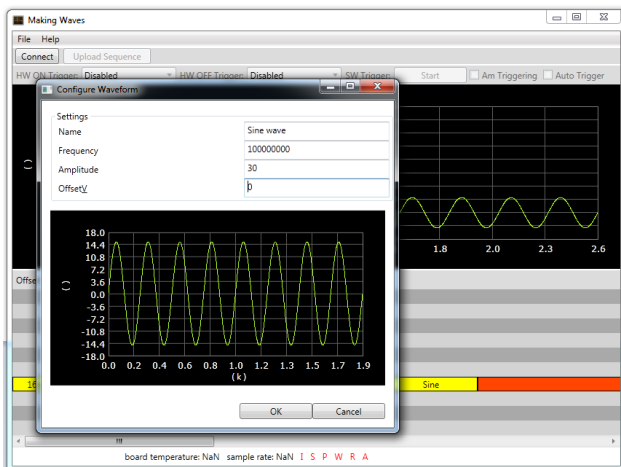 Making Waves
File Help
Connect Upload Sequence
HW ON Trigger: Disabled HW OFF Trigger: Disabled SW Trigger: Start Am Triggering Auto Trigger
Configure Waveform
Settings
Name Sine wave
Frequency 100000000
Amplitude 30
OffsetV 0
( )
18.0
14.4
10.8
7.2
3.6
0.0
-3.6
-7.2
-10.8
-14.4
-18.0
0.0 0.2 0.4 0.6 0.8 1.0 1.2 1.3 1.5 1.7 1.9
(k)
( )
1.8 2.0 2.3 2.6
Offse
16 Sine
OK Cancel
board temperature: NaN sample rate: NaN I S P W R A